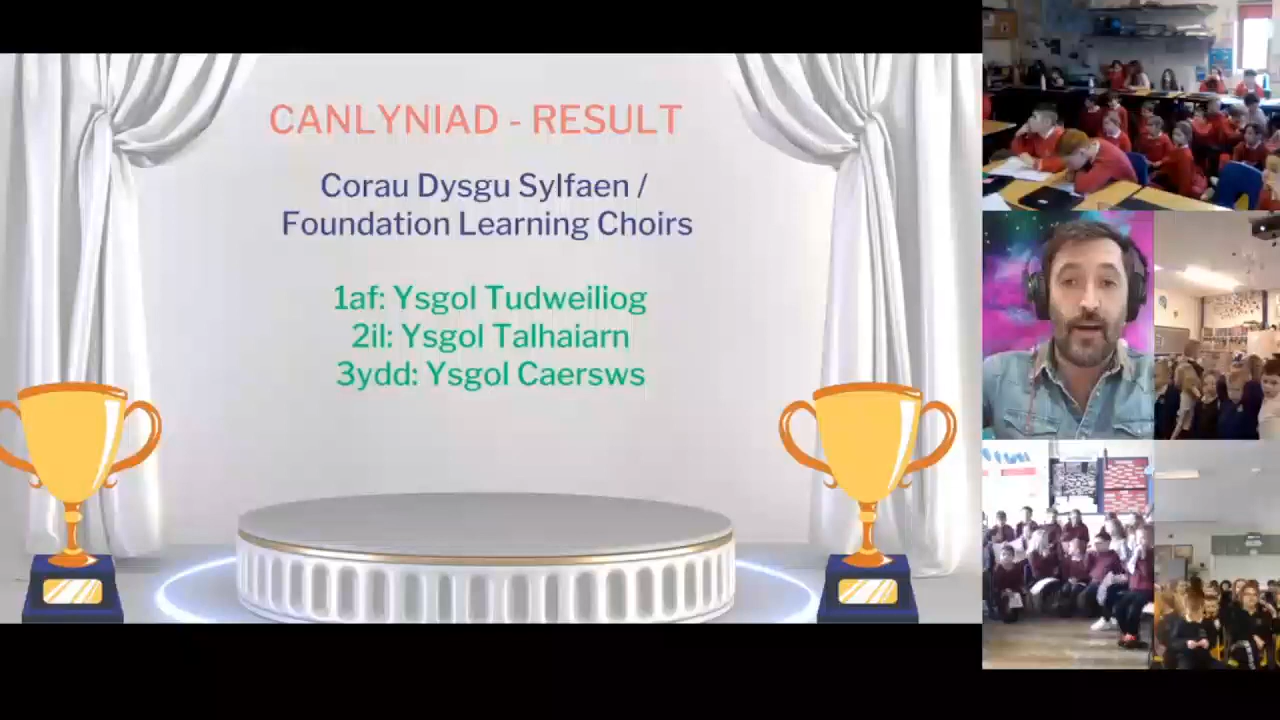 CANLYNIAD - RESULT
Corau Dysgu Sylfaen /
Foundation Learning Choirs
1af: Ysgol Tudweiliog
2il: Ysgol Talhaiarn
3ydd: Ysgol Caersws